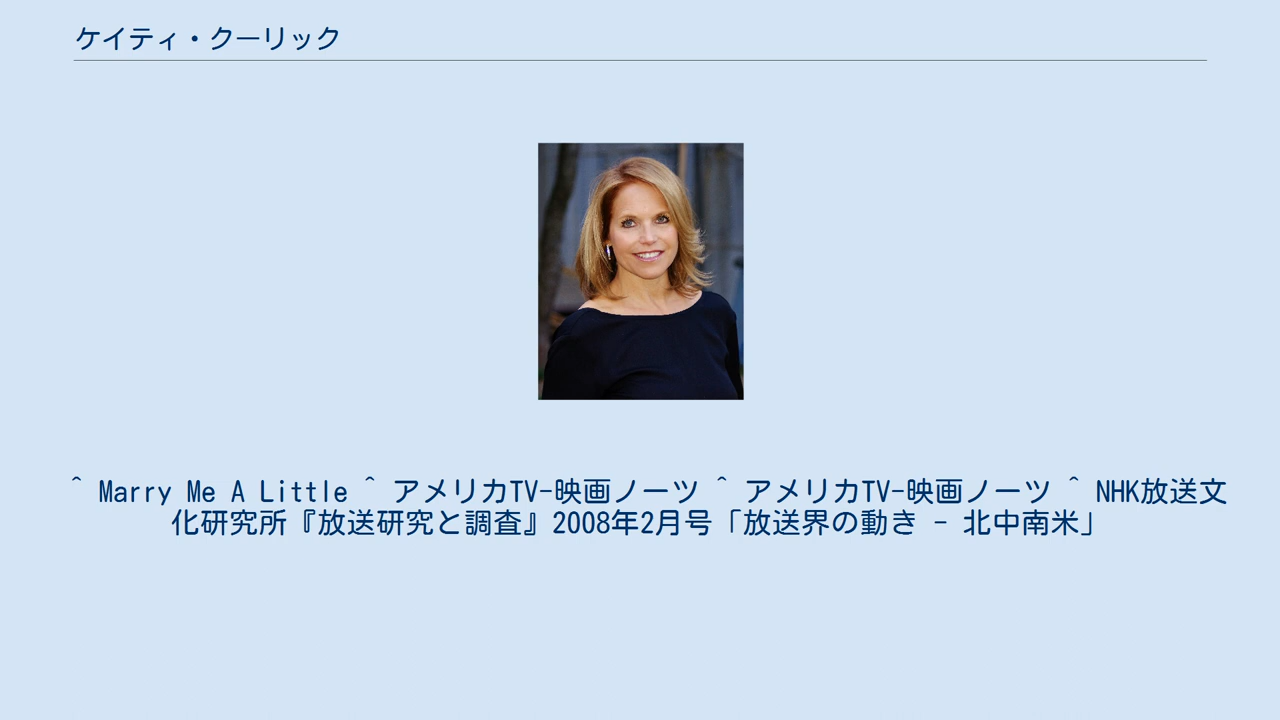 ケイティ・クーリック
^ Marry Me A Little ^ アメリカTV-映画ノーツ ^ アメリカTV-映画ノーツ ^ NHK放送文
化研究所『放送研究と調査』2008年2月号「放送界の動き - 北中南米」